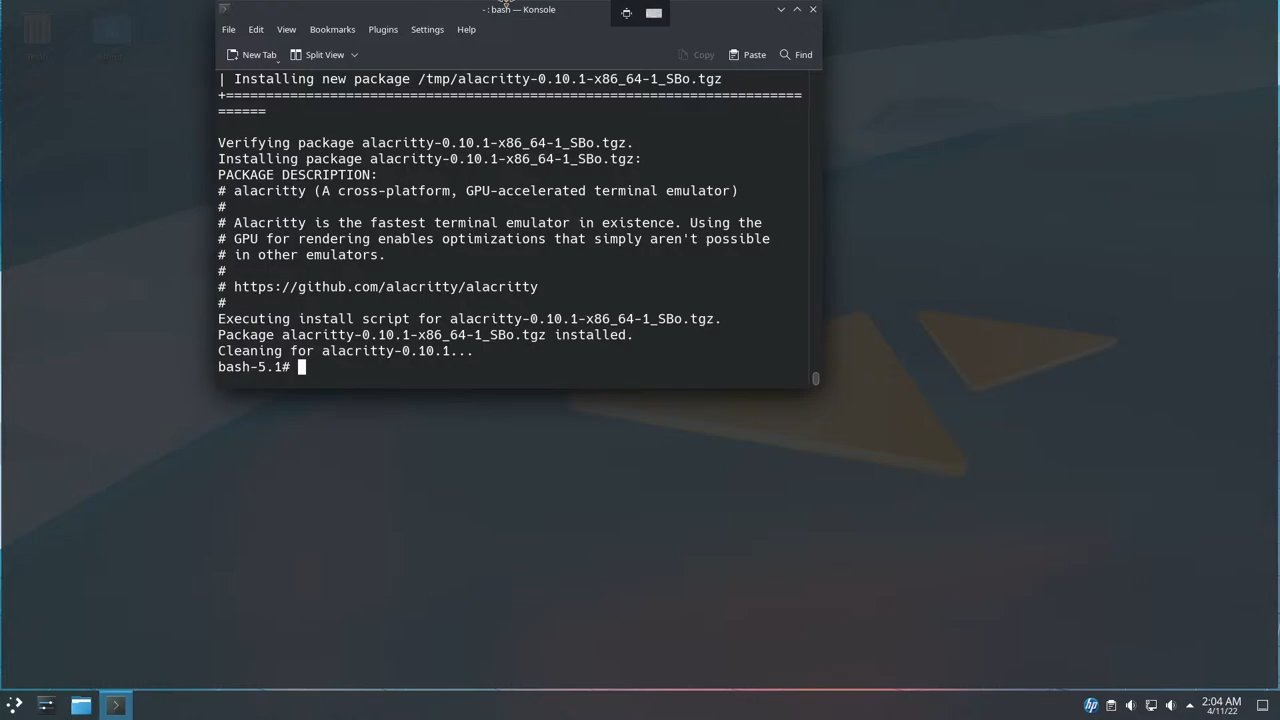 - : bash — Konsole
File Edit View Bookmarks Plugins Settings Help
New Tab Split View Copy Paste Find
| Installing new package /tmp/alacritty-0.10.1-x86_64-1_SBo.tgz
+========================================================================
======
Verifying package alacritty-0.10.1-x86_64-1_SBo.tgz.
Installing package alacritty-0.10.1-x86_64-1_SBo.tgz:
PACKAGE DESCRIPTION:
# alacritty (A cross-platform, GPU-accelerated terminal emulator)
#
# Alacritty is the fastest terminal emulator in existence. Using the
# GPU for rendering enables optimizations that simply aren't possible
# in other emulators.
#
# https://github.com/alacritty/alacritty
#
Executing install script for alacritty-0.10.1-x86_64-1_SBo.tgz.
Package alacritty-0.10.1-x86_64-1_SBo.tgz installed.
Cleaning for alacritty-0.10.1...
bash-5.1#
hp
2:04 AM
4/11/22